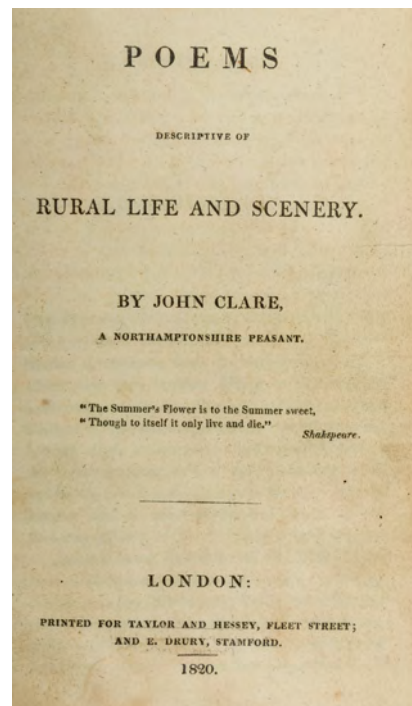 POEMS
DESCRIPTIVE OF
RURAL LIFE AND SCENERY.
BY JOHN CLARE,
A NORTHAMPTONSHIRE PEASANT.
"The Summer's Flower is to the Summer sweet,
"Though to itself it only live and die."
Shakspeare.
LONDON:
PRINTED FOR TAYLOR AND HESSEY, FLEET STREET;
AND E. DRURY, STAMFORD.
1820.